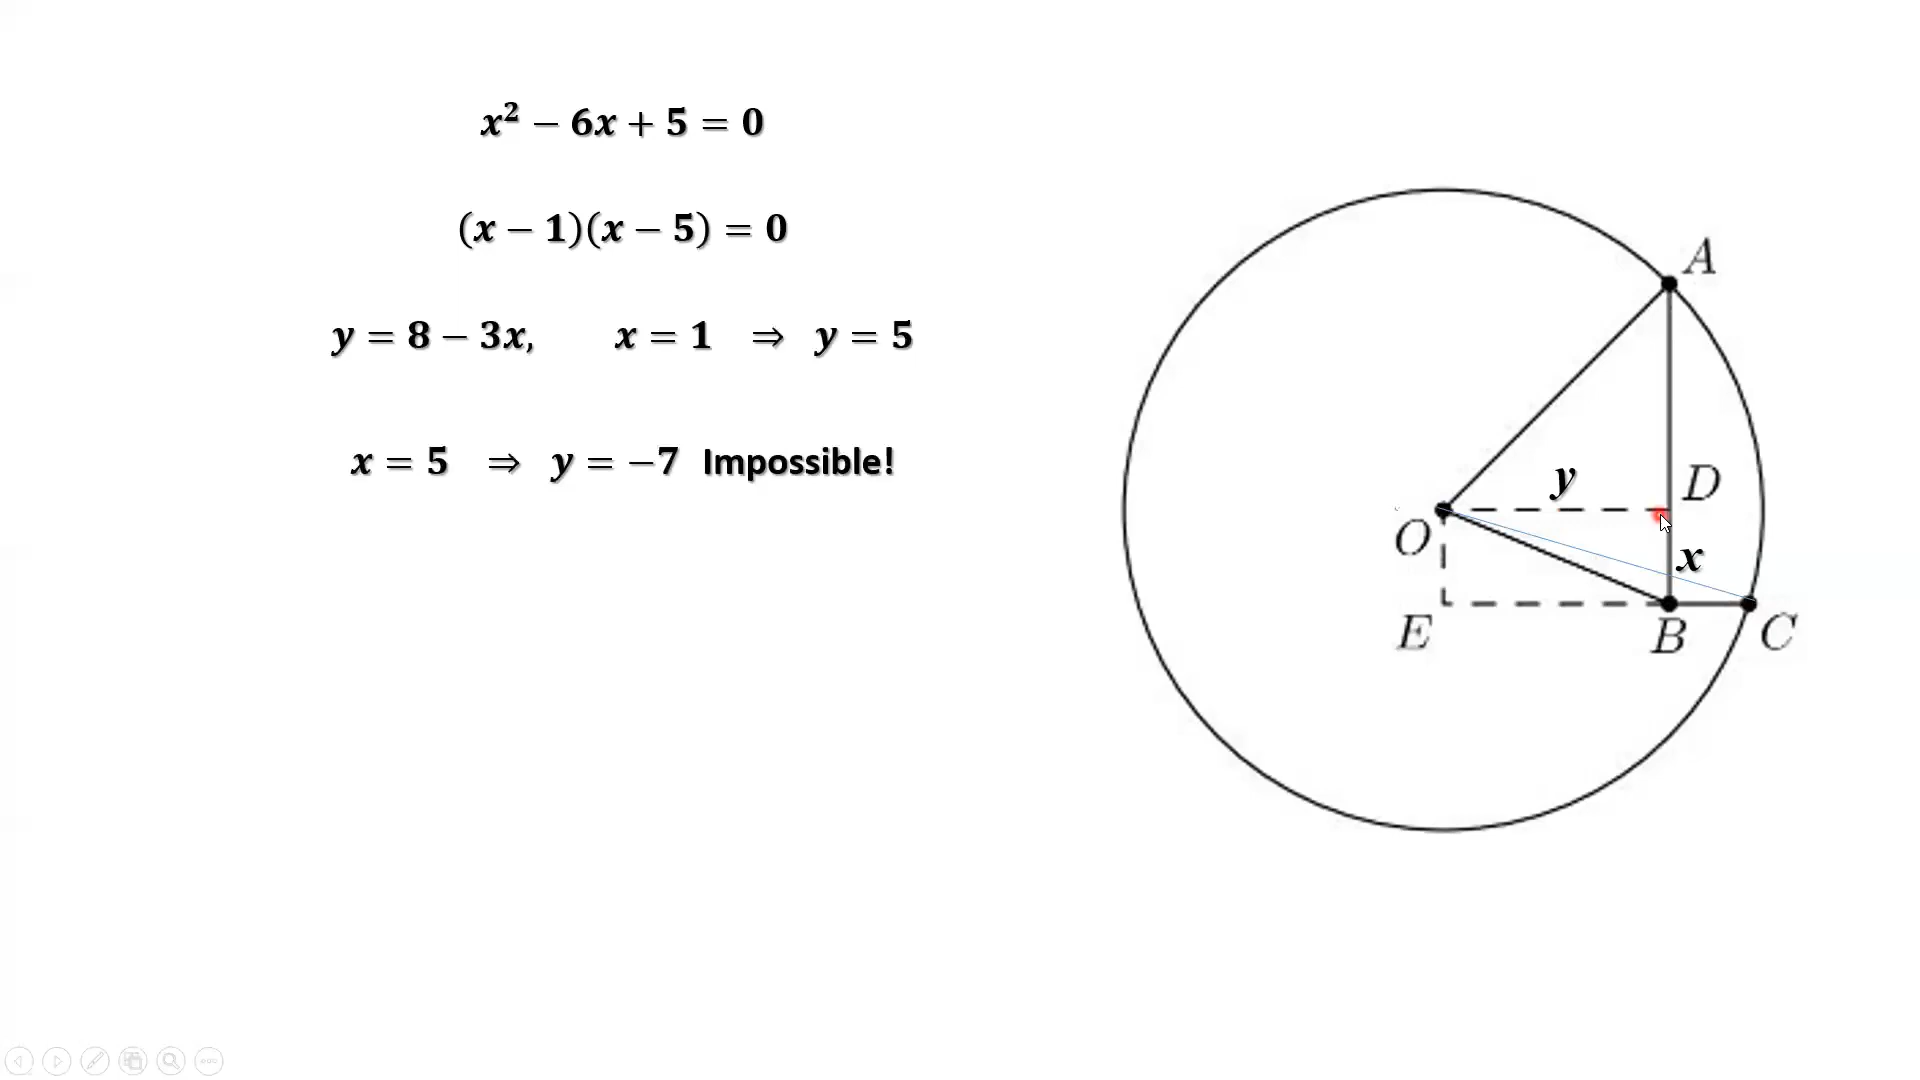 x² − 6x + 5 = 0
(x − 1)(x − 5) = 0
y = 8 − 3x, x = 1 ⇒ y = 5
x = 5 ⇒ y = −7 Impossible!
A
y
D
O
x
E
B
C